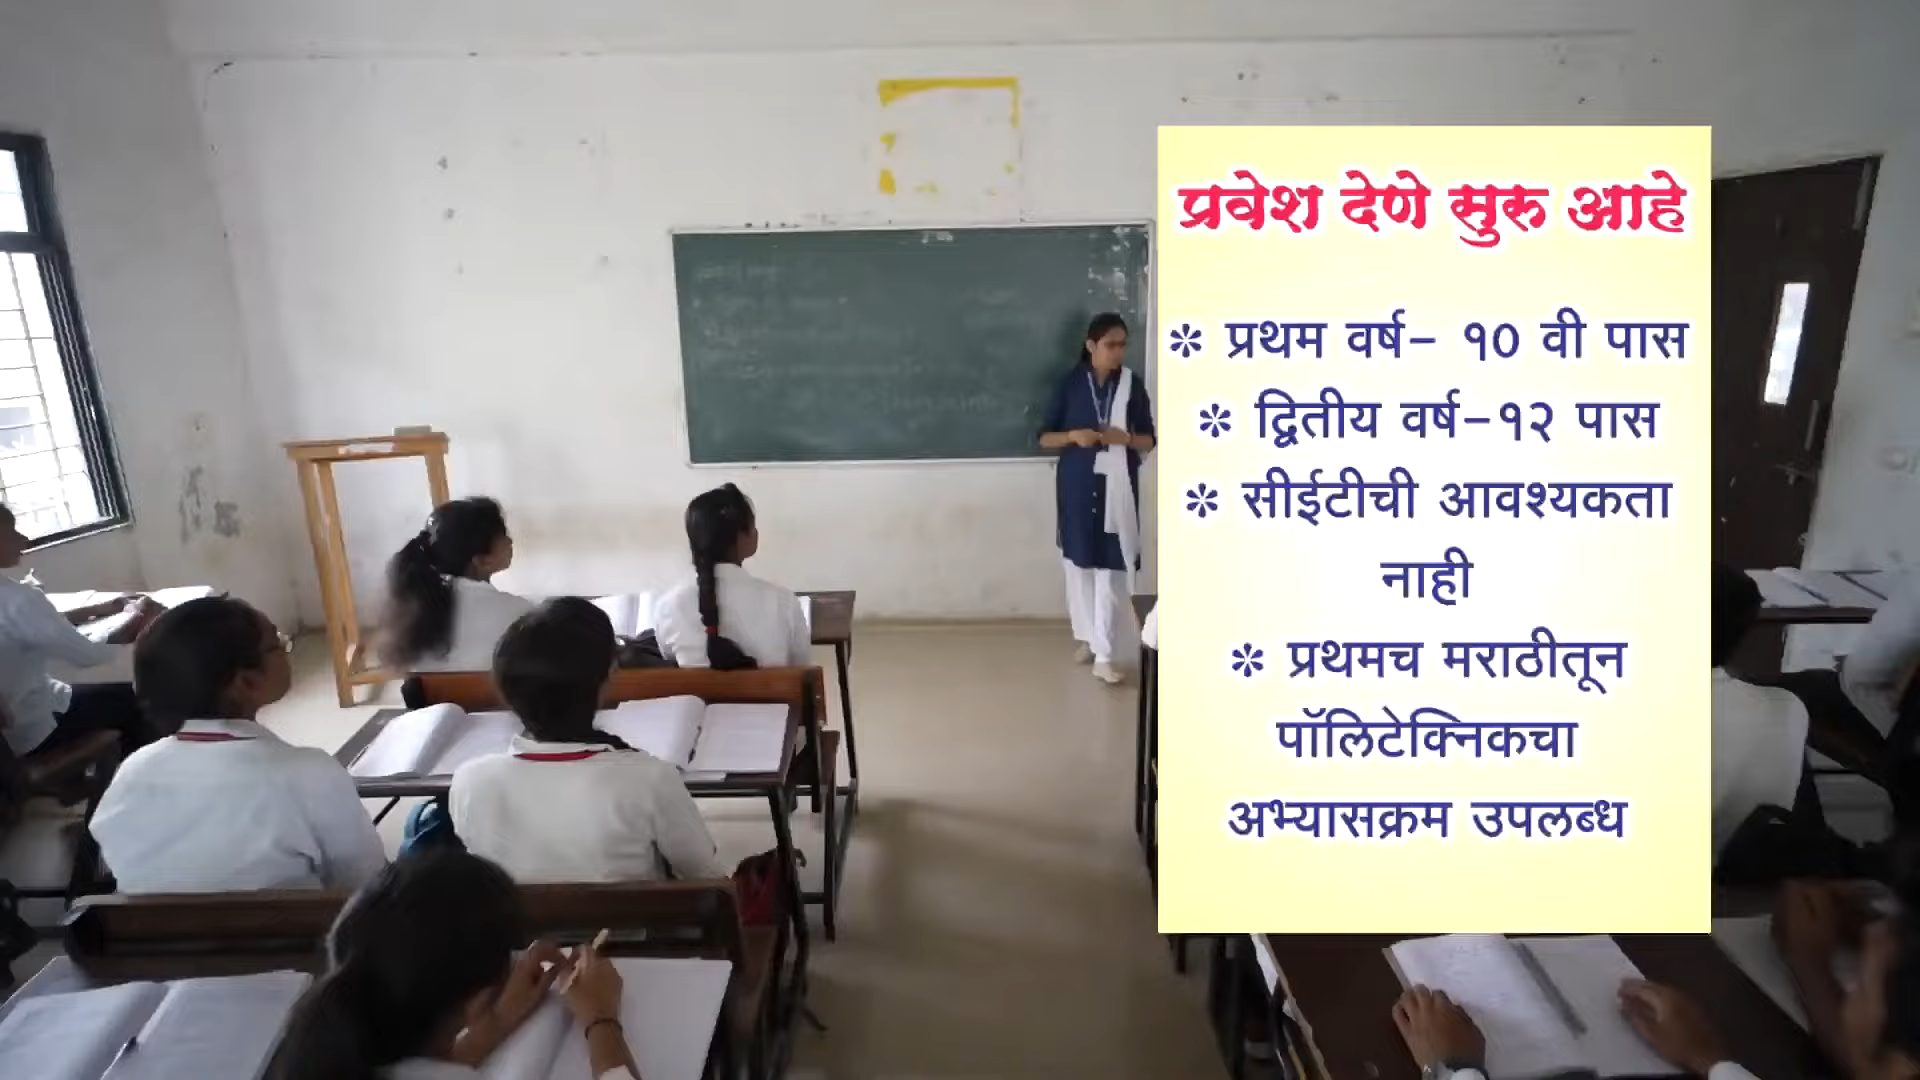 प्रवेश देणे सुरु आहे
* प्रथम वर्ष- १० वी पास
* द्वितीय वर्ष-१२ पास
* सीईटीची आवश्यकता
नाही
* प्रथमच मराठीतून
पॉलिटेक्निकचा
अभ्यासक्रम उपलब्ध